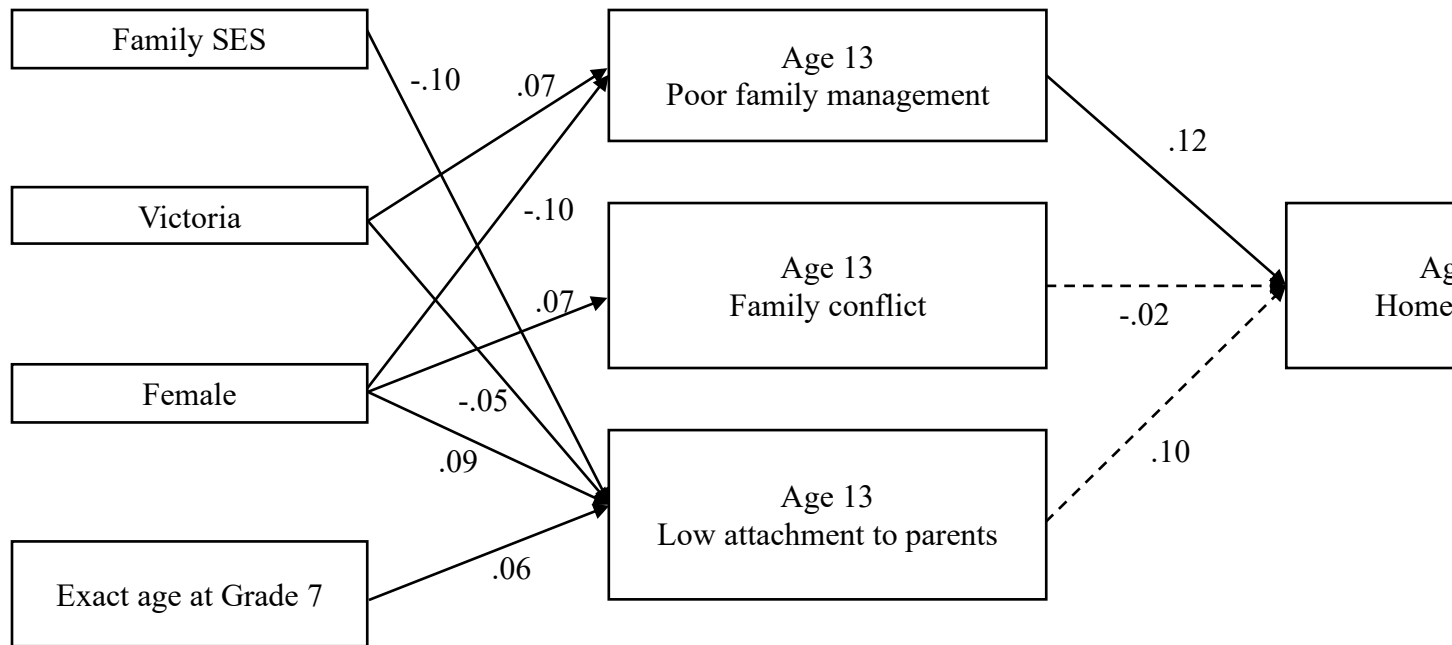 Family SES
Victoria
Female
Exact age at Grade 7
-.10
.07
-.10
.07
-.05
.09
.06
Age 13
Poor family management
Age 13
Family conflict
Age 13
Low attachment to parents
.12
-.02
.10